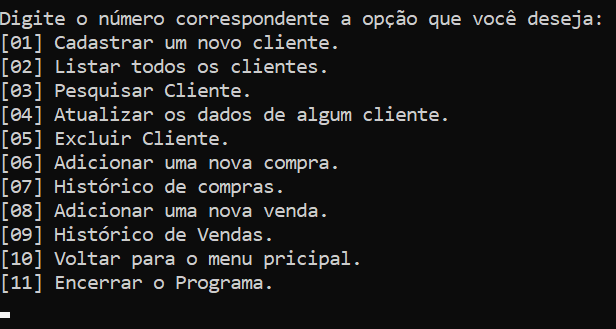 Digite o número correspondente a opção que você deseja:
[01] Cadastrar um novo cliente.
[02] Listar todos os clientes.
[03] Pesquisar Cliente.
[04] Atualizar os dados de algum cliente.
[05] Excluir Cliente.
[06] Adicionar uma nova compra.
[07] Histórico de compras.
[08] Adicionar uma nova venda.
[09] Histórico de Vendas.
[10] Voltar para o menu pricipal.
[11] Encerrar o Programa.